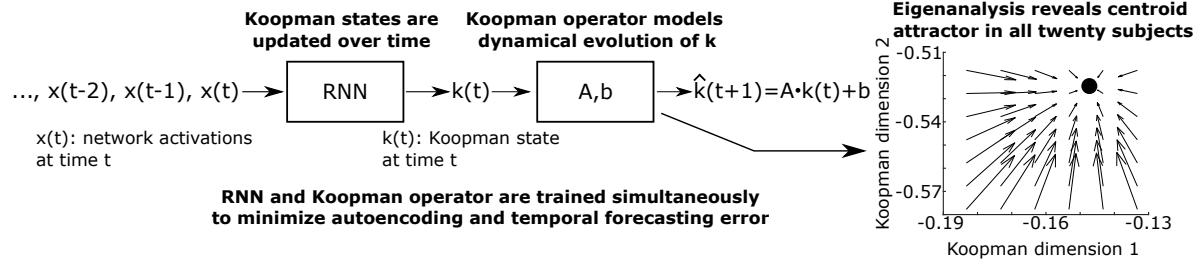 Koopman states are
updated over time
Koopman operator models
dynamical evolution of k
..., x(t-2), x(t-1), x(t)
RNN
k(t)
A,b
k̂(t+1)=A•k(t)+b
x(t): network activations
at time t
k(t): Koopman state
at time t
RNN and Koopman operator are trained simultaneously
to minimize autoencoding and temporal forecasting error
Eigenanalysis reveals centroid
attractor in all twenty subjects
Koopman dimension 2
-0.51
-0.54
-0.57
-0.19
-0.16
-0.13
Koopman dimension 1